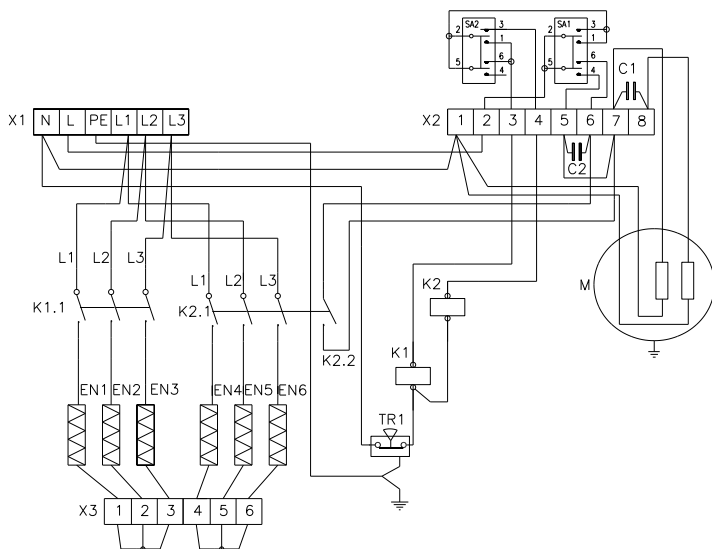 2 SA2 3
1
6
5 4
2 SA1 3
1
6
5 4
C1
X1 N L PE L1 L2 L3
X2 1 2 3 4 5 6 7 8
C2
L1 L2 L3
L1 L2 L3
K1.1
K2.1
K2.2
K2
K1
M
EN1 EN2 EN3
EN4 EN5 EN6
TR1
X3 1 2 3 4 5 6